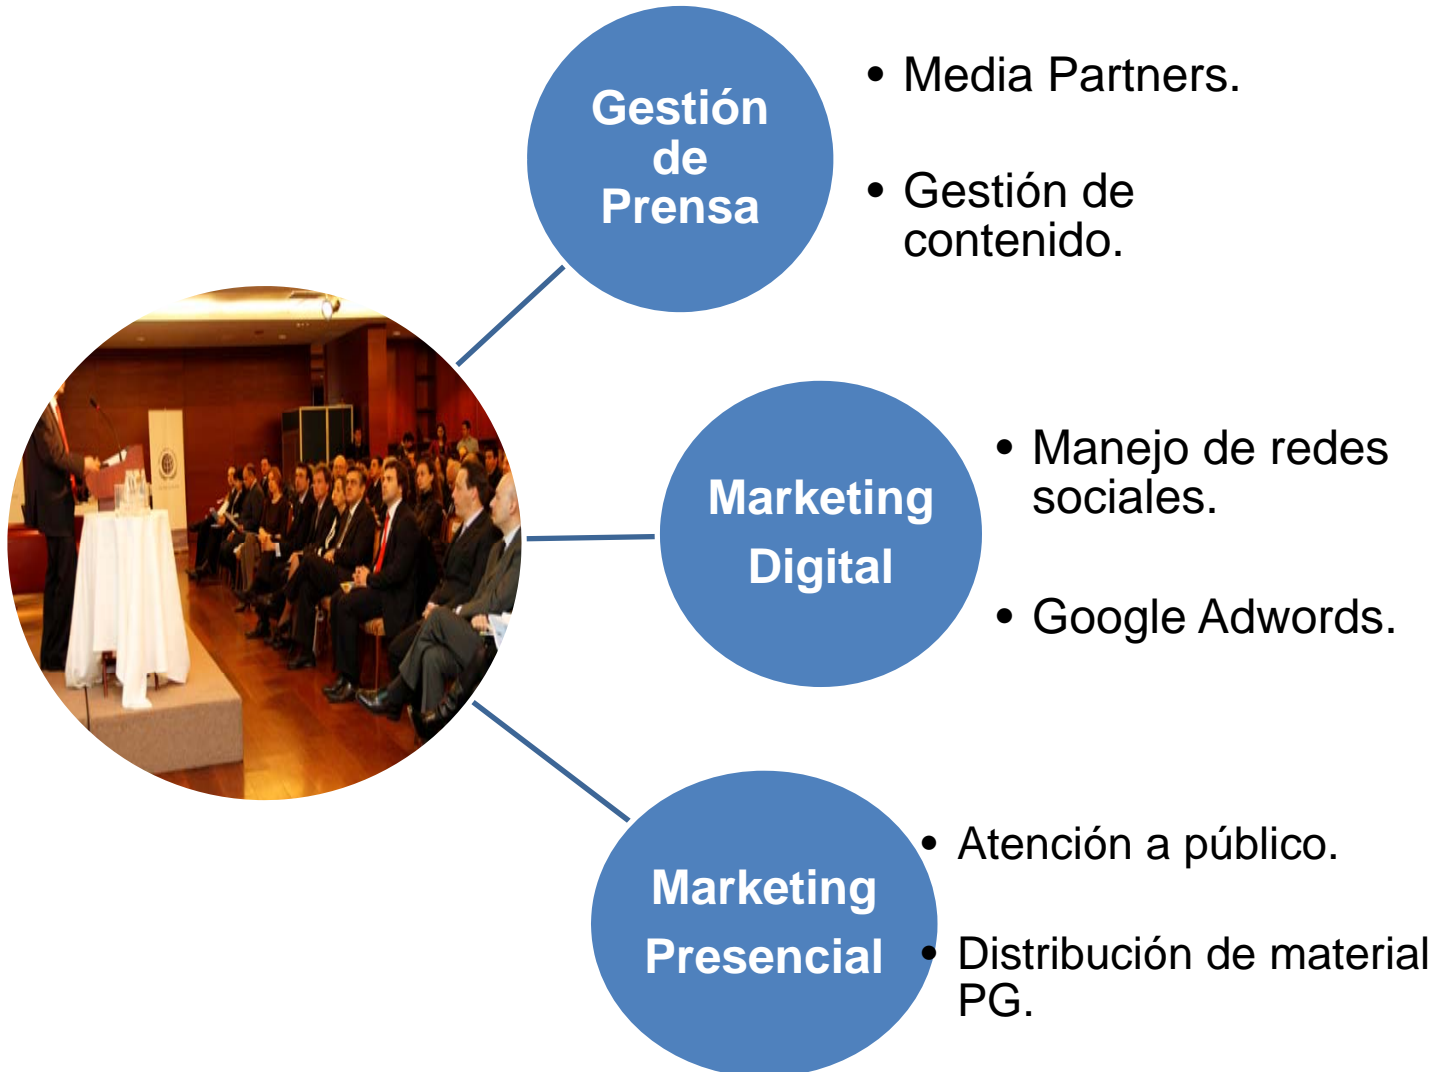 Gestión
de
Prensa
• Media Partners.
• Gestión de
contenido.
Marketing
Digital
• Manejo de redes
sociales.
• Google Adwords.
Marketing
Presencial
• Atención a público.
• Distribución de material
PG.